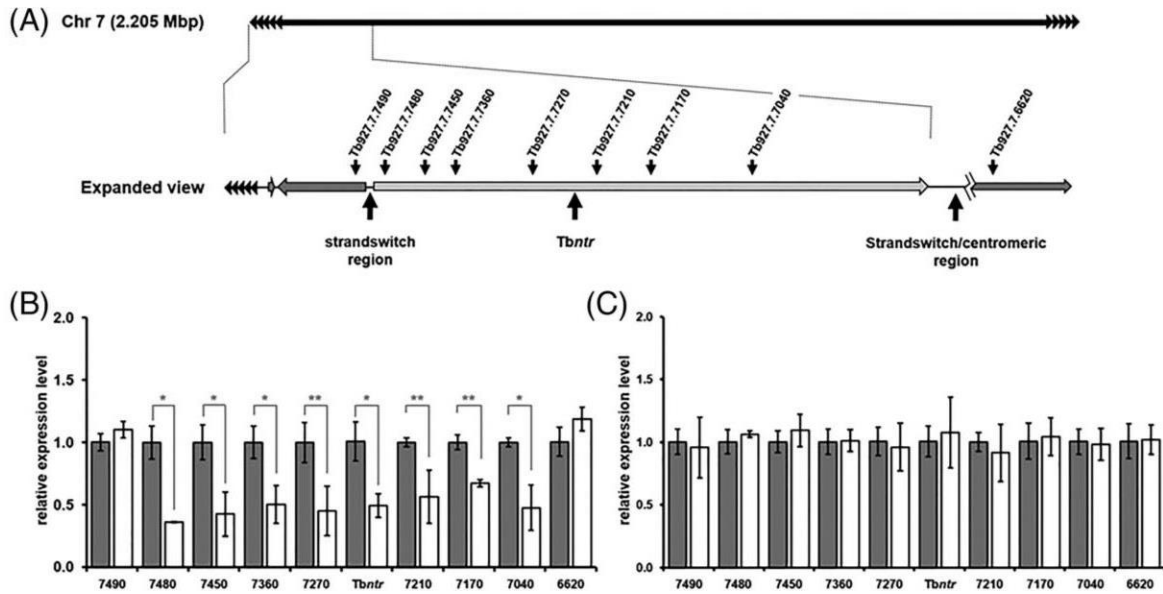 (A)
Chr 7 (2.205 Mbp)
Tb927.7.7490
Tb927.7.7480
Tb927.7.7450
Tb927.7.7360
Tb927.7.7270
Tb927.7.7210
Tb927.7.7170
Tb927.7.7040
Tb927.7.6620
Expanded view
strandswitch
region
Tbntr
Strandswitch/centromeric
region
(B)
relative expression level
2.0
1.5
1.0
0.5
0.0
* * * ** * ** ** *
7490 7480 7450 7360 7270 Tbntr 7210 7170 7040 6620
(C)
relative expression level
2.0
1.5
1.0
0.5
0.0
7490 7480 7450 7360 7270 Tbntr 7210 7170 7040 6620